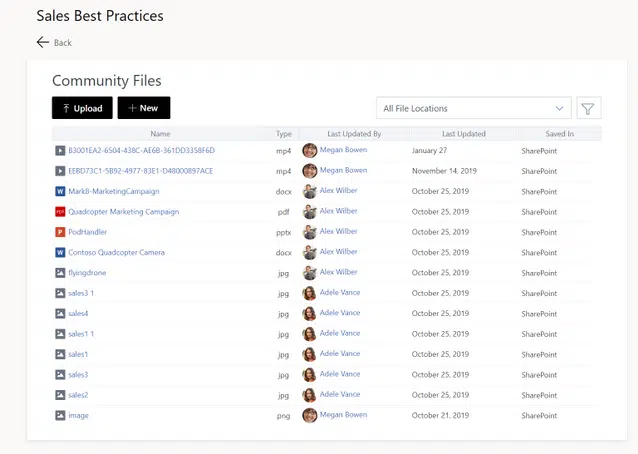 Sales Best Practices
Back
Community Files
Upload New All File Locations
Name Type Last Updated By Last Updated Saved In
B3001EA2-6504-438C-AE6B-361DD3358F6D mp4 Megan Bowen January 27 SharePoint
EEBD73C1-5B92-4977-83E1-D48000897ACE mp4 Megan Bowen November 14, 2019 SharePoint
Mark8-MarketingCampaign docx Alex Wilber October 25, 2019 SharePoint
Quadcopter Marketing Campaign pdf Alex Wilber October 25, 2019 SharePoint
PodHandler pptx Alex Wilber October 25, 2019 SharePoint
Contoso Quadcopter Camera docx Alex Wilber October 25, 2019 SharePoint
flyingdrone jpg Alex Wilber October 25, 2019 SharePoint
sales3 1 jpg Adele Vance October 25, 2019 SharePoint
sales4 jpg Adele Vance October 25, 2019 SharePoint
sales1 1 jpg Adele Vance October 25, 2019 SharePoint
sales1 jpg Adele Vance October 25, 2019 SharePoint
sales3 jpg Adele Vance October 25, 2019 SharePoint
sales2 jpg Adele Vance October 25, 2019 SharePoint
image png Megan Bowen October 21, 2019 SharePoint